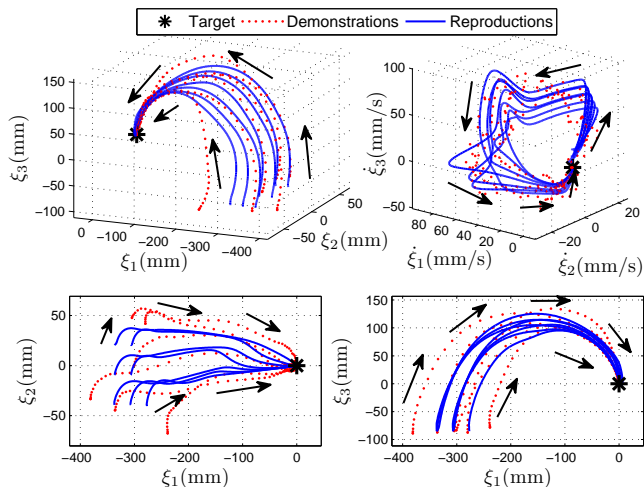 Target Demonstrations Reproductions
150
100
50
0
−50
−100
ξ3(mm)
0
−100
−200
−300
−400
ξ1(mm)
−50
0
50
ξ2(mm)
100
50
0
−50
ξ̇3(mm/s)
80
60
40
20
0
ξ̇1(mm/s)
−20
0
20
ξ̇2(mm/s)
50
0
−50
ξ2(mm)
−400 −300 −200 −100 0
ξ1(mm)
150
100
50
0
−50
−100
ξ3(mm)
−400 −300 −200 −100 0
ξ1(mm)